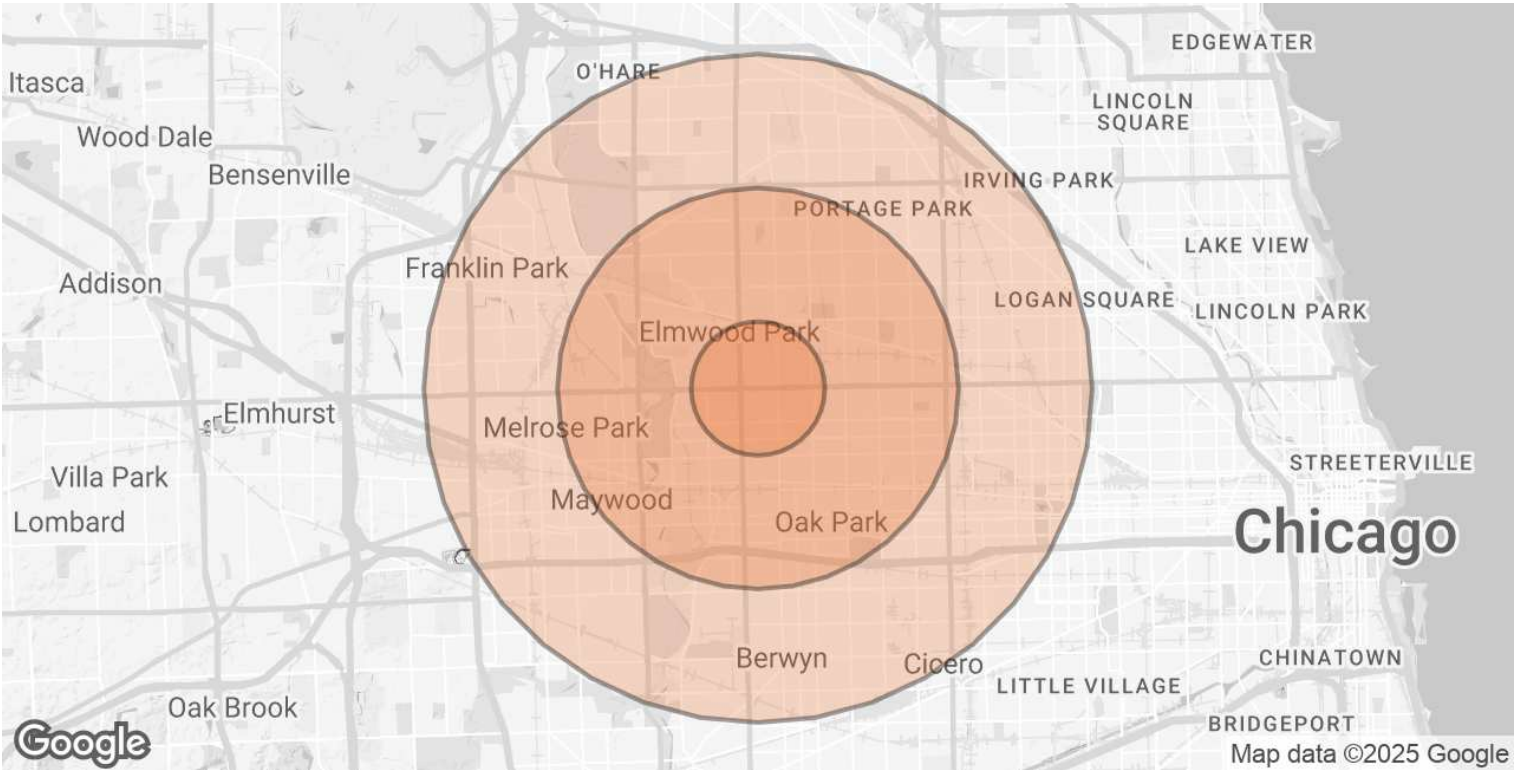 EDGEWATER
O'HARE
Itasca
LINCOLN
SQUARE
Wood Dale
Bensenville
IRVING PARK
PORTAGE PARK
LAKE VIEW
Franklin Park
Addison
LOGAN SQUARE
LINCOLN PARK
Elmwood Park
Elmhurst
Melrose Park
STREETERVILLE
Villa Park
Maywood
Lombard
Oak Park
Chicago
Berwyn
CHINATOWN
Cicero
LITTLE VILLAGE
Oak Brook
BRIDGEPORT
Google
Map data ©2025 Google